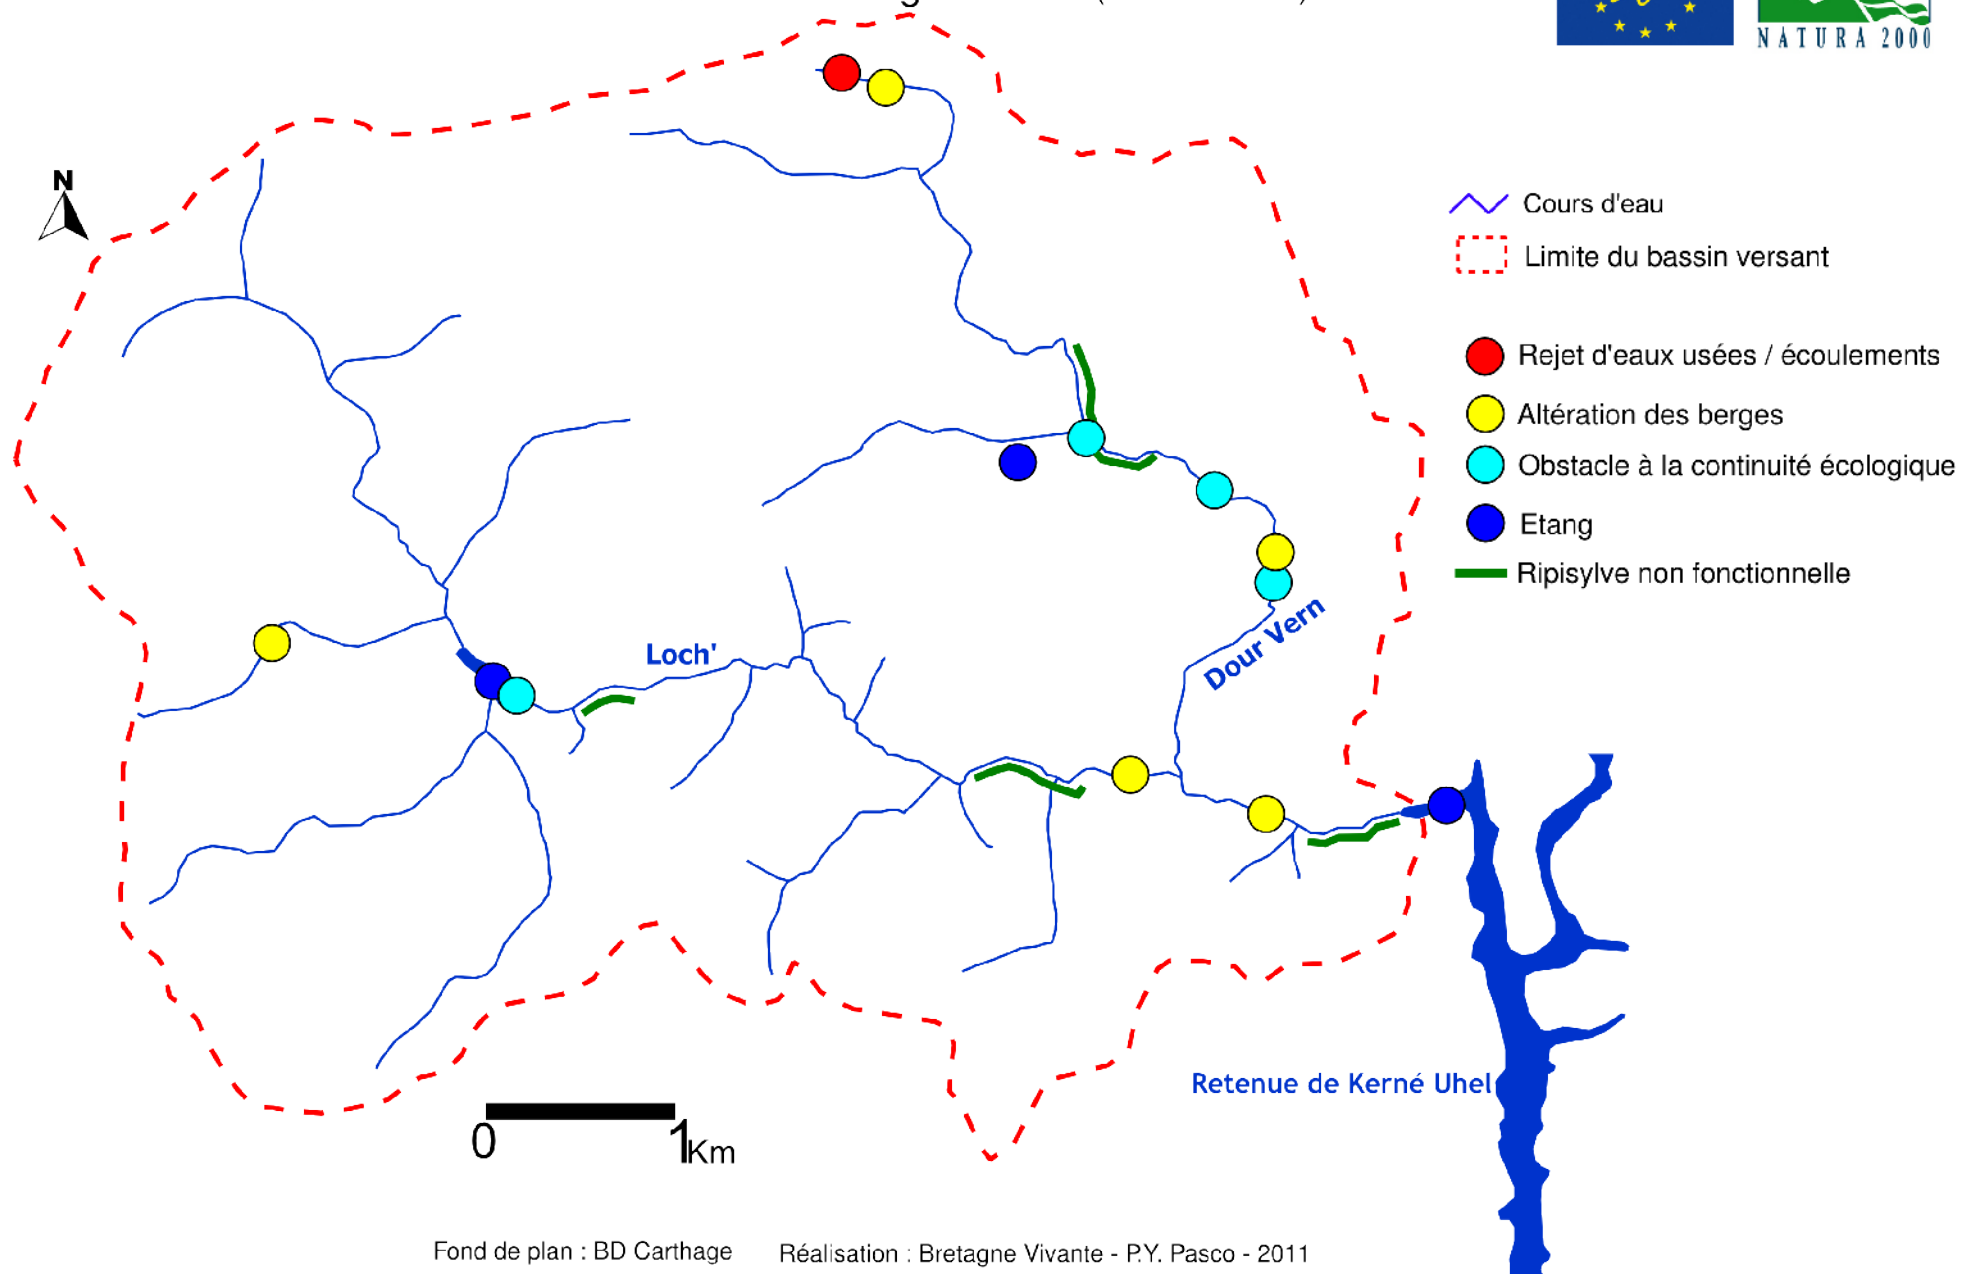 NATURA 2000
N
Cours d'eau
Limite du bassin versant
Rejet d'eaux usées / écoulements
Altération des berges
Obstacle à la continuité écologique
Etang
Ripisylve non fonctionnelle
Loch'
Dour Vern
Retenue de Kerné Uhel
0 1Km
Fond de plan : BD Carthage Réalisation : Bretagne Vivante - P.Y. Pasco - 2011